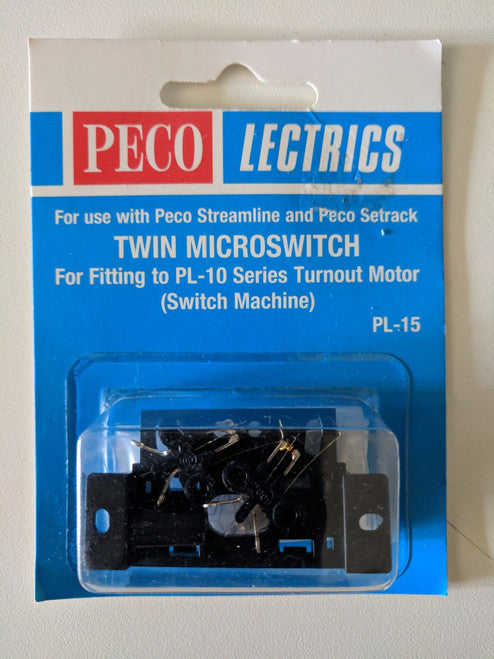 PECO LECTRICS
For use with Peco Streamline and Peco Setrack
TWIN MICROSWITCH
For Fitting to PL-10 Series Turnout Motor
(Switch Machine)
PL-15